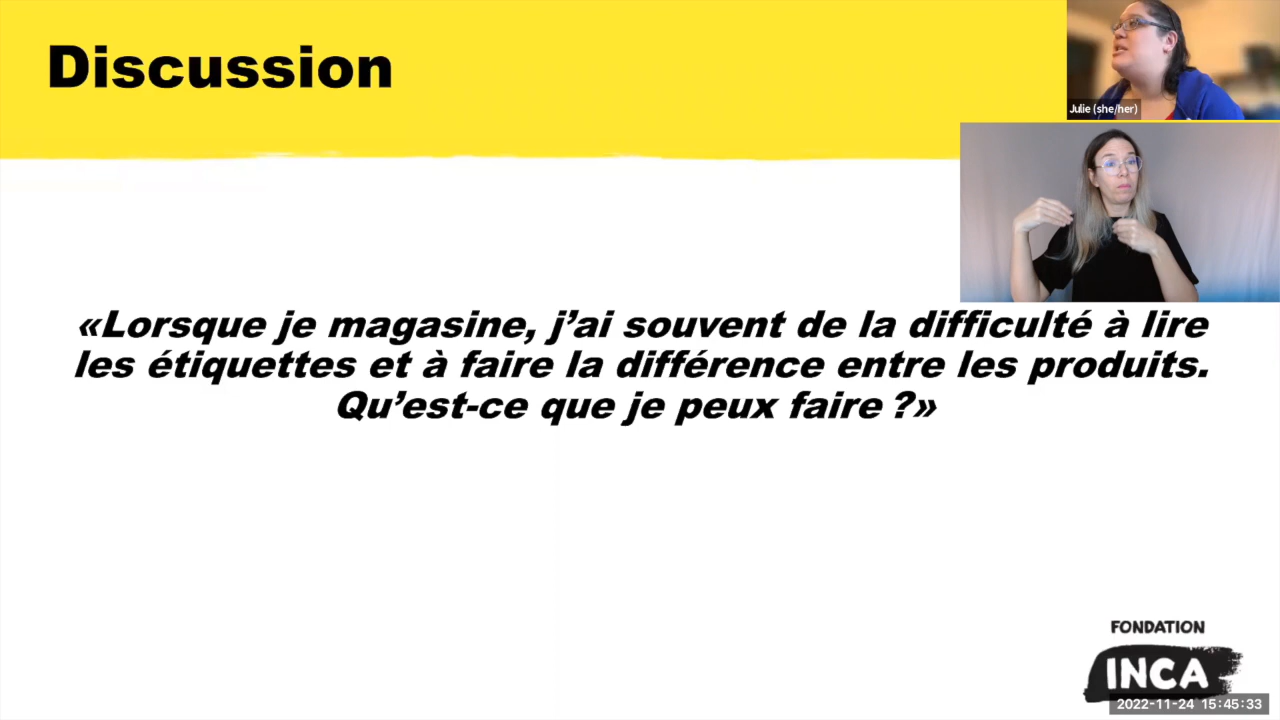 Discussion
Julie (she/her)
«Lorsque je magasine, j’ai souvent de la difficulté à lire
les étiquettes et à faire la différence entre les produits.
Qu’est-ce que je peux faire ?»
FONDATION
INCA
2022-11-24 15:45:33